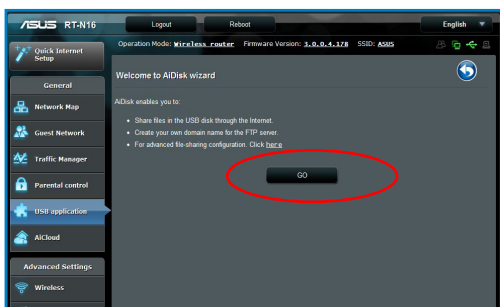 ASUS RT-N16 Logout Reboot English
Quick Internet Setup
Operation Mode: Wireless router Firmware Version: 3.0.0.4.178 SSID: ASUS
General
Network Map
Guest Network
Traffic Manager
Parental control
USB application
AiCloud
Advanced Settings
Wireless
Welcome to AiDisk wizard
AiDisk enables you to:
Share files in the USB disk through the Internet.
Create your own domain name for the FTP server.
For advanced file-sharing configuration. Click here
GO